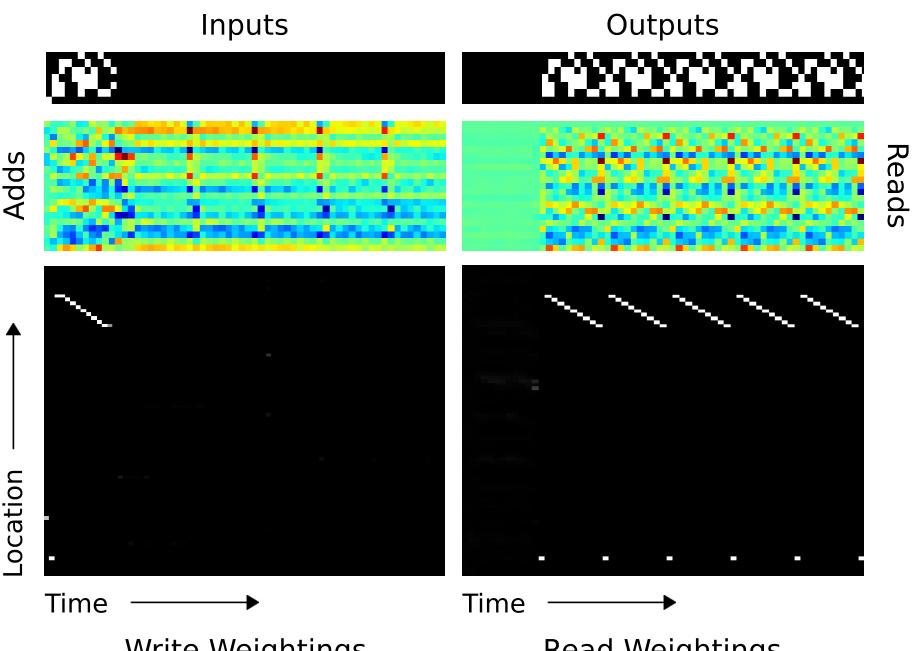 Inputs
Outputs
Adds
Reads
Location
Time
Time
Write Weightings
Read Weightings